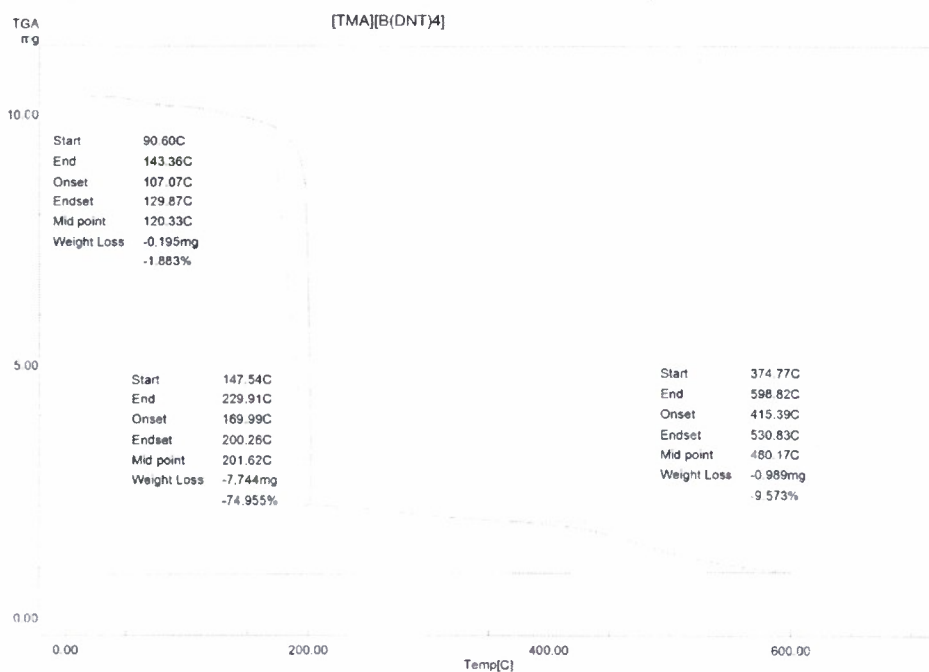 [TMA][B(DNT)4]
TGA
mg
10.00
Start 90.60C
End 143.36C
Onset 107.07C
Endset 129.87C
Mid point 120.33C
Weight Loss -0.195mg
-1.883%
5.00
Start 147.54C
End 229.91C
Onset 169.99C
Endset 200.26C
Mid point 201.62C
Weight Loss -7.744mg
-74.955%
Start 374.77C
End 598.82C
Onset 415.39C
Endset 530.83C
Mid point 480.17C
Weight Loss -0.989mg
-9.573%
0.00
0.00 200.00 400.00 600.00
Temp[C]